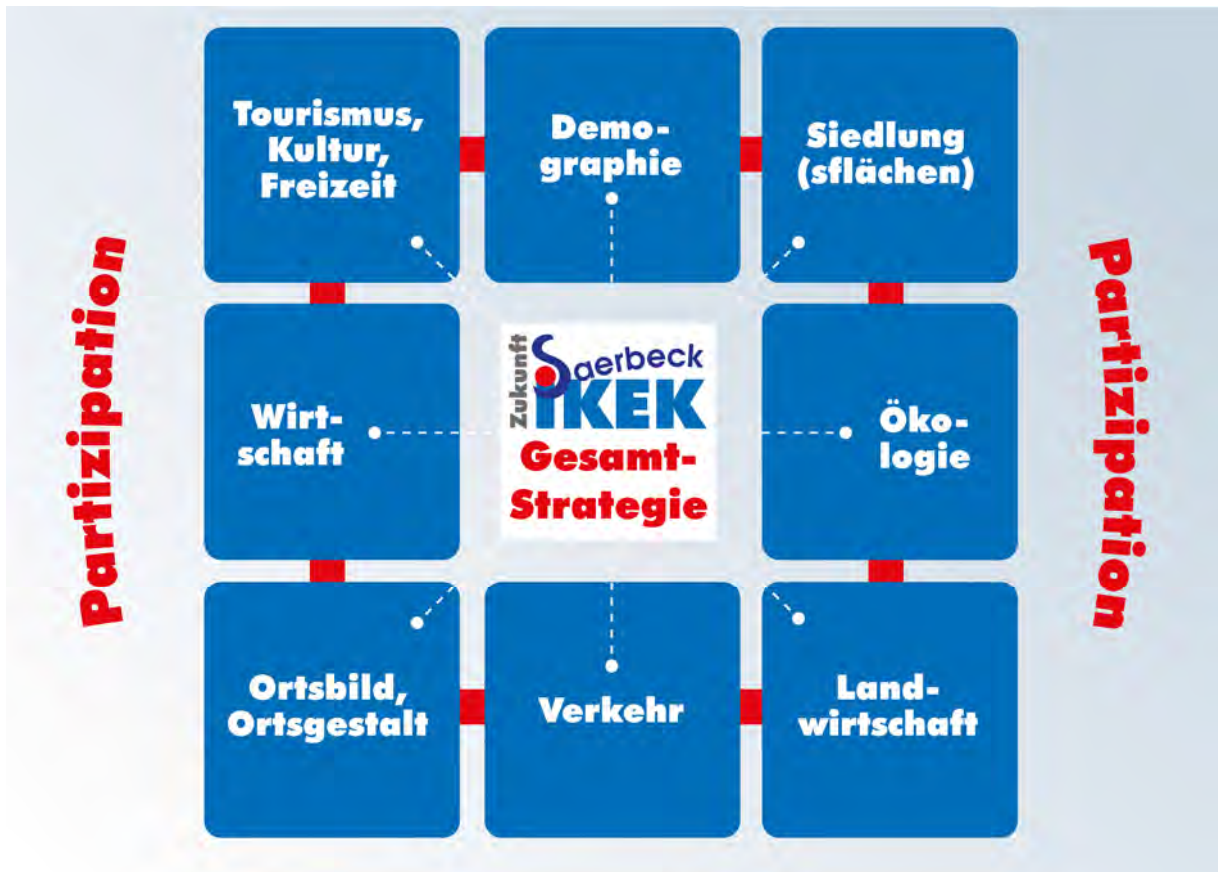 Tourismus,
Kultur,
Freizeit
Demo-
graphie
Siedlung
(sflächen)
Partizipation
Wirt-
schaft
Zukunft
Saerbeck
iKEK
Gesamt-
Strategie
Öko-
logie
Partizipation
Ortsbild,
Ortsgestalt
Verkehr
Land-
wirtschaft